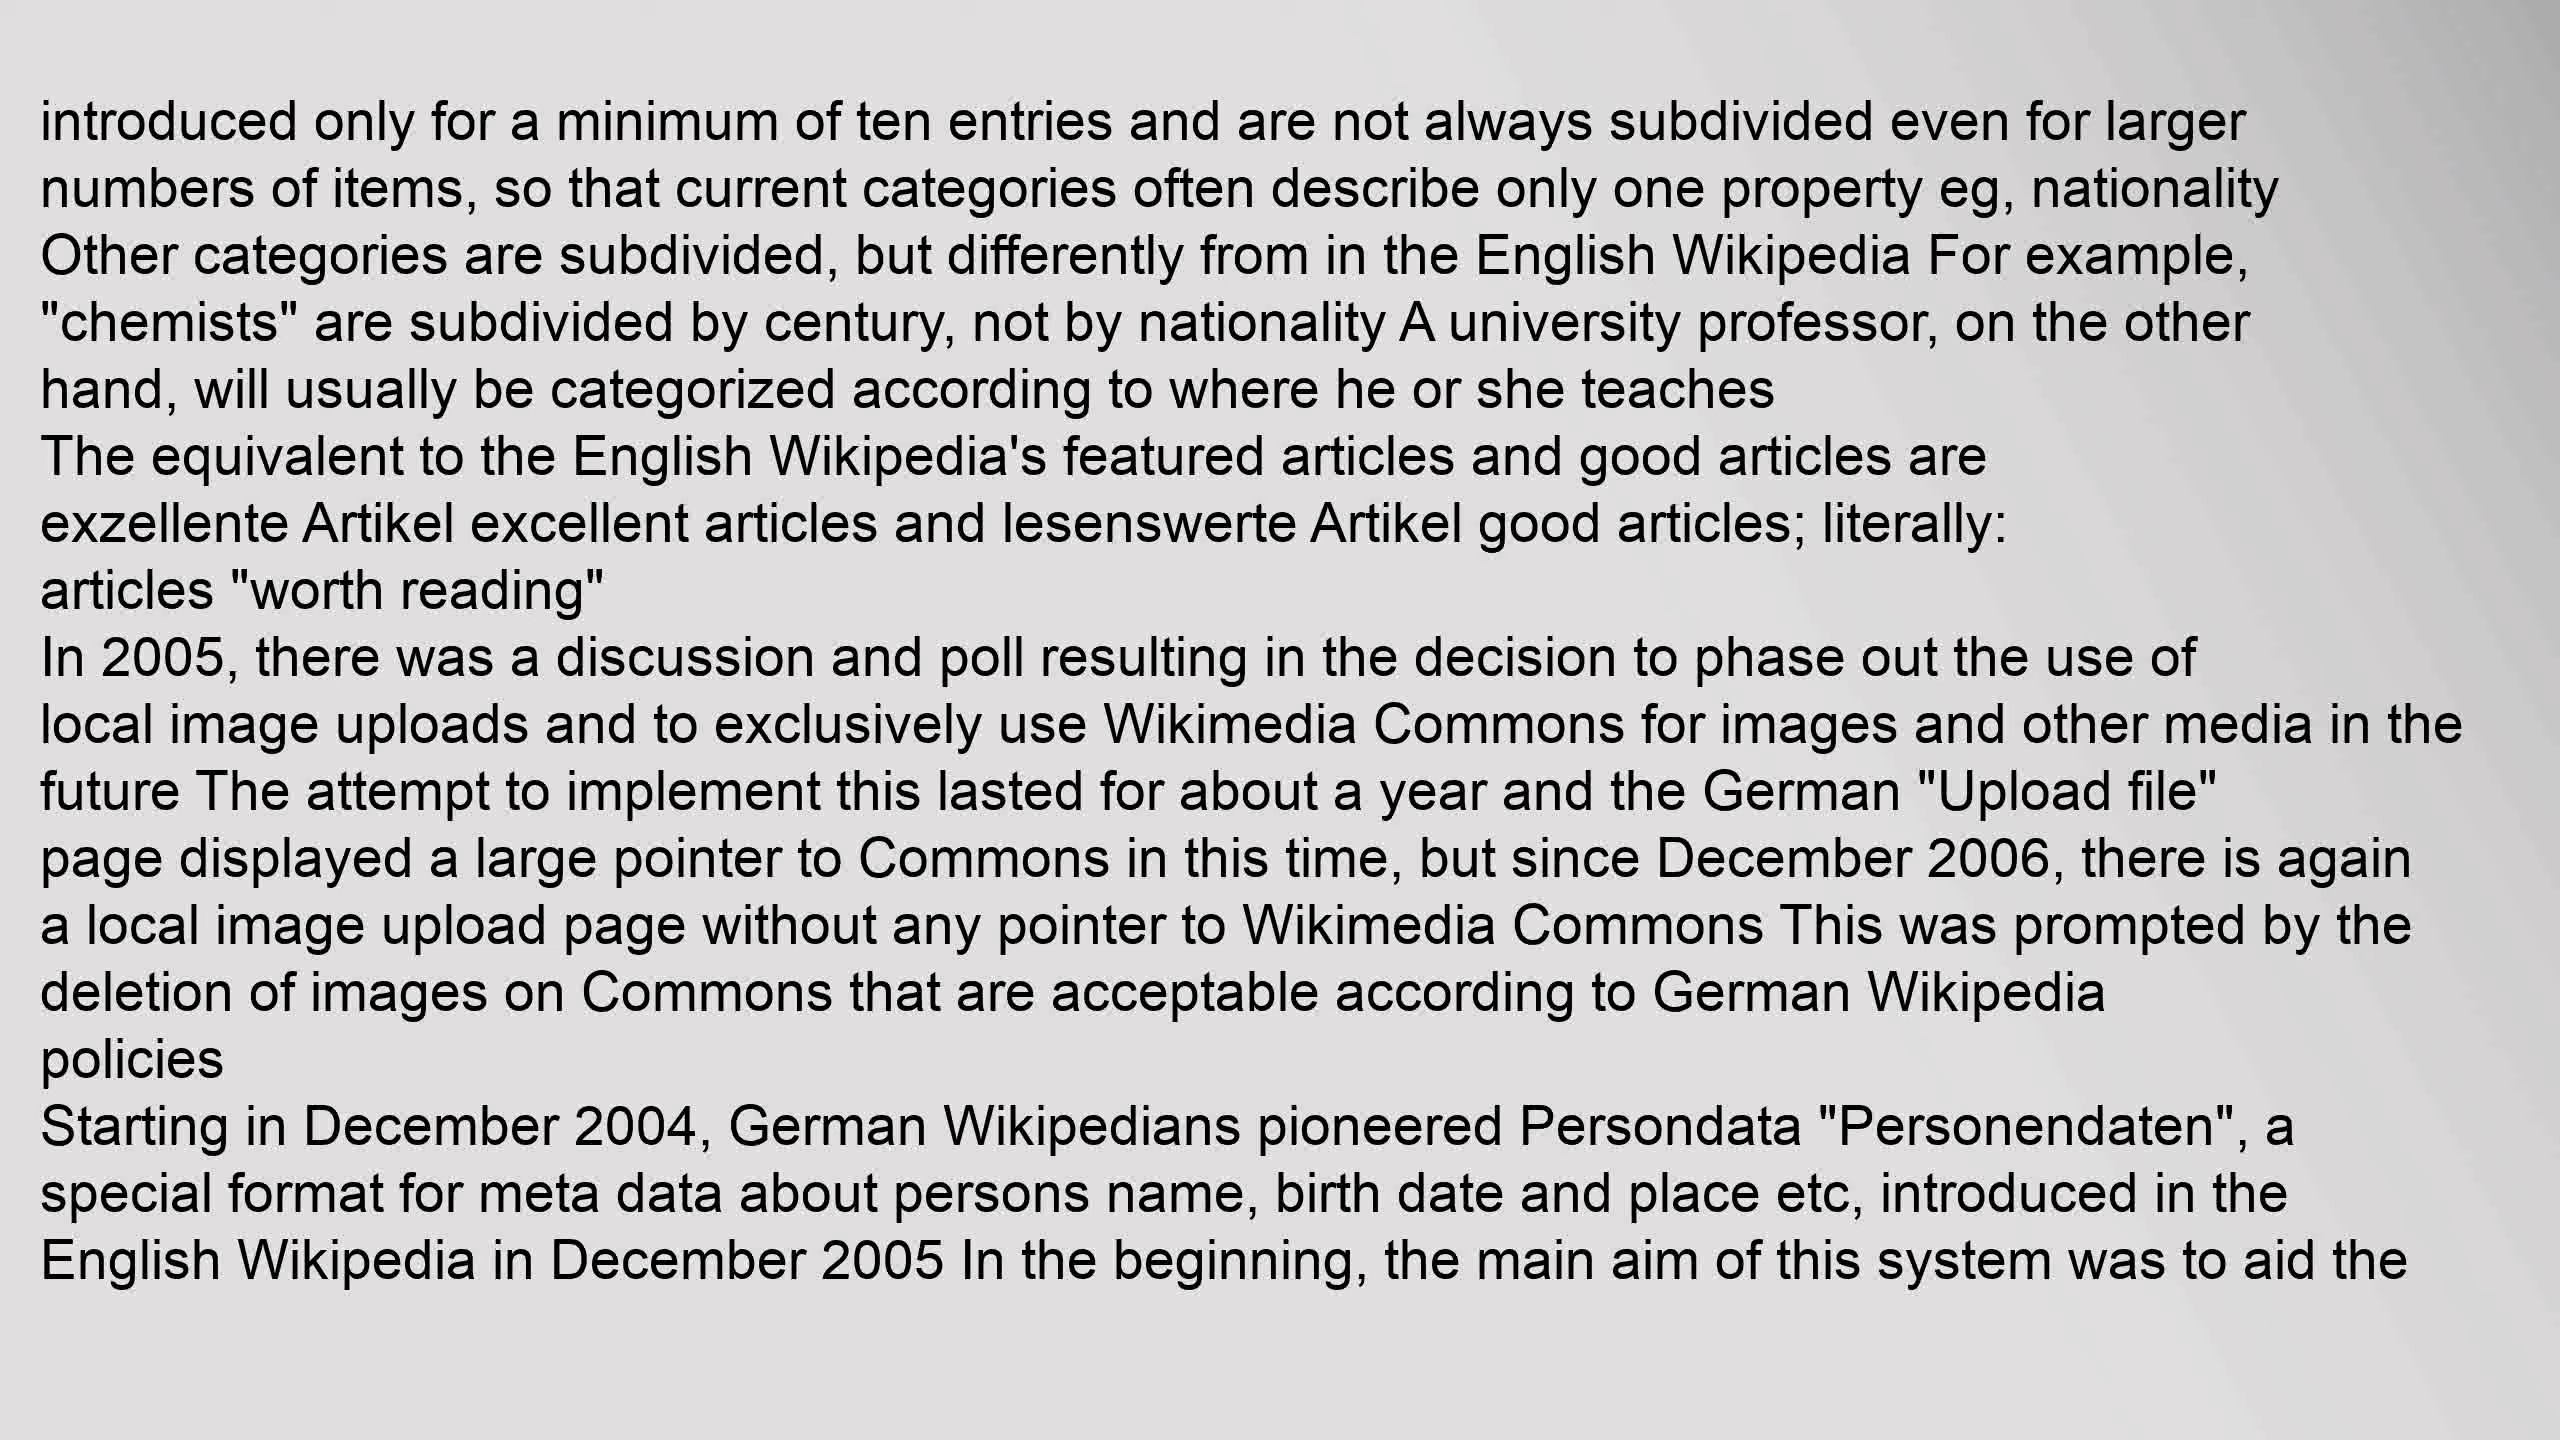 introduced only for a minimum of ten entries and are not always subdivided even for larger
numbers of items, so that current categories often describe only one property eg, nationality
Other categories are subdivided, but differently from in the English Wikipedia For example,
"chemists" are subdivided by century, not by nationality A university professor, on the other
hand, will usually be categorized according to where he or she teaches
The equivalent to the English Wikipedia's featured articles and good articles are
exzellente Artikel excellent articles and lesenswerte Artikel good articles; literally:
articles "worth reading"
In 2005, there was a discussion and poll resulting in the decision to phase out the use of
local image uploads and to exclusively use Wikimedia Commons for images and other media in the
future The attempt to implement this lasted for about a year and the German "Upload file"
page displayed a large pointer to Commons in this time, but since December 2006, there is again
a local image upload page without any pointer to Wikimedia Commons This was prompted by the
deletion of images on Commons that are acceptable according to German Wikipedia
policies
Starting in December 2004, German Wikipedians pioneered Persondata "Personendaten", a
special format for meta data about persons name, birth date and place etc, introduced in the
English Wikipedia in December 2005 In the beginning, the main aim of this system was to aid the